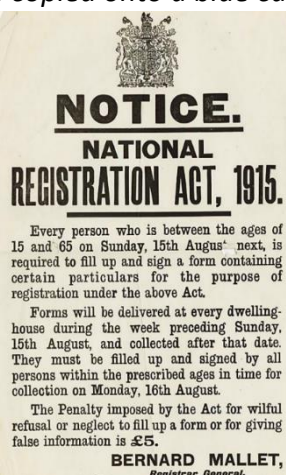 copied onto a blue
NOTICE.
NATIONAL
REGISTRATION ACT, 1915.
Every person who is between the ages of
15 and 65 on Sunday, 15th August next, is
required to fill up and sign a form containing
certain particulars for the purpose of
registration under the above Act.
Forms will be delivered at every dwelling-
house during the week preceding Sunday,
15th August, and collected after that date.
They must be filled up and signed by all
persons within the prescribed ages in time for
collection on Monday, 16th August.
The Penalty imposed by the Act for wilful
refusal or neglect to fill up a form or for giving
false information is £5.
BERNARD MALLET,
Registrar General.